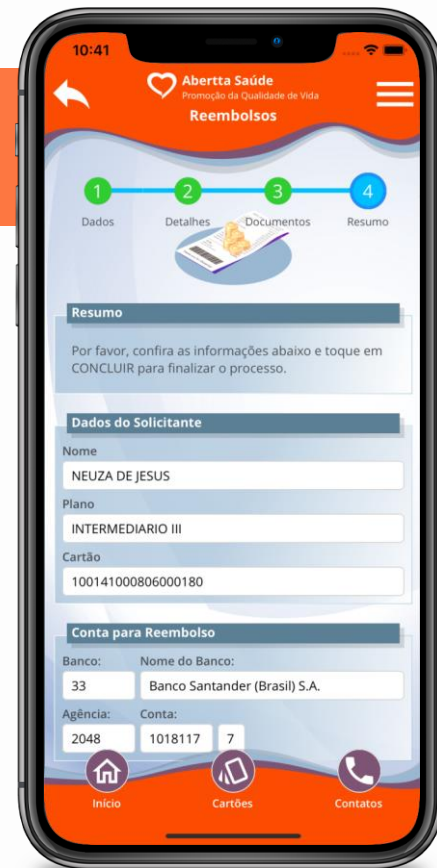 10:41
Abertta Saúde
Promoção da Qualidade de Vida
Reembolsos
1 2 3 4
Dados Detalhes Documentos Resumo
Resumo
Por favor, confira as informações abaixo e toque em
CONCLUIR para finalizar o processo.
Dados do Solicitante
Nome
NEUZA DE JESUS
Plano
INTERMEDIARIO III
Cartão
100141000806000180
Conta para Reembolso
Banco: Nome do Banco:
33 Banco Santander (Brasil) S.A.
Agência: Conta:
2048 1018117 7
Início Cartões Contatos